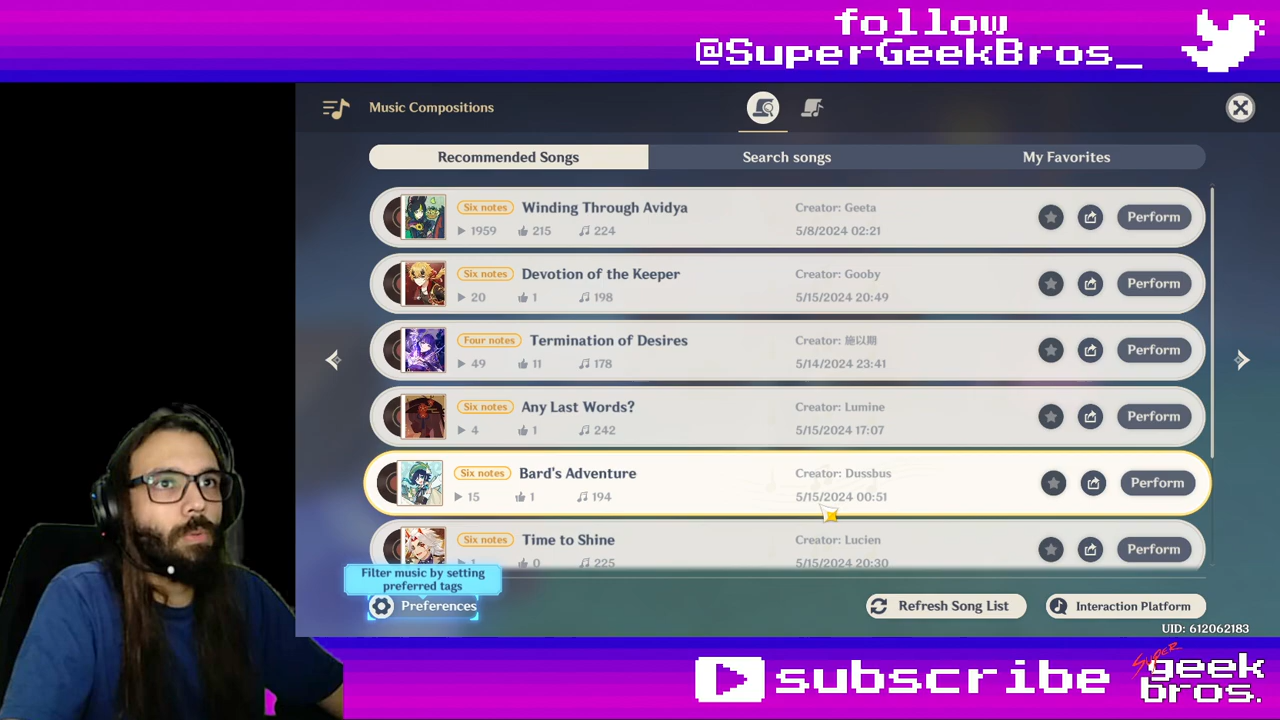 follow
@SuperGeekBros_
Music Compositions
Recommended Songs
Search songs
My Favorites
Six notes
Winding Through Avidya
Creator: Geeta
1959
215
224
5/8/2024 02:21
Perform
Six notes
Devotion of the Keeper
Creator: Gooby
20
1
198
5/15/2024 20:49
Perform
Four notes
Termination of Desires
Creator: 施以期
49
11
178
5/14/2024 23:41
Perform
Six notes
Any Last Words?
Creator: Lumine
4
1
242
5/15/2024 17:07
Perform
Six notes
Bard's Adventure
Creator: Dussbus
15
1
194
5/15/2024 00:51
Perform
Six notes
Time to Shine
Creator: Lucien
1
0
225
5/15/2024 20:30
Perform
Filter music by setting
preferred tags
Preferences
Refresh Song List
Interaction Platform
UID: 612062183
subscribe
SUPER
geek
bros.